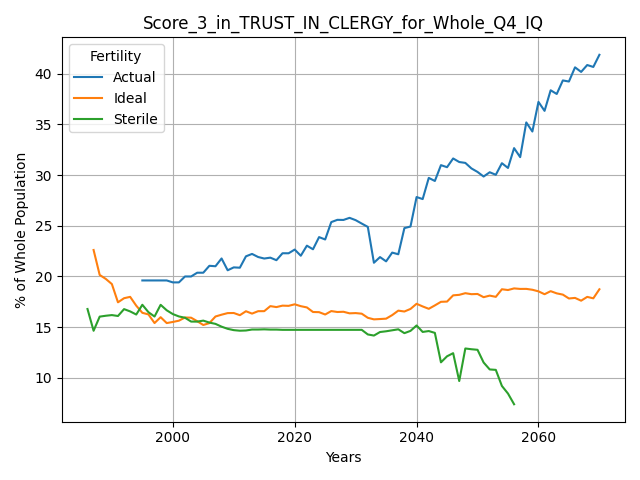 Score_3_in_TRUST_IN_CLERGY_for_Whole_Q4_IQ
Fertility
Actual
Ideal
Sterile
% of Whole Population
40
35
30
25
20
15
10
2000
2020
2040
2060
Years